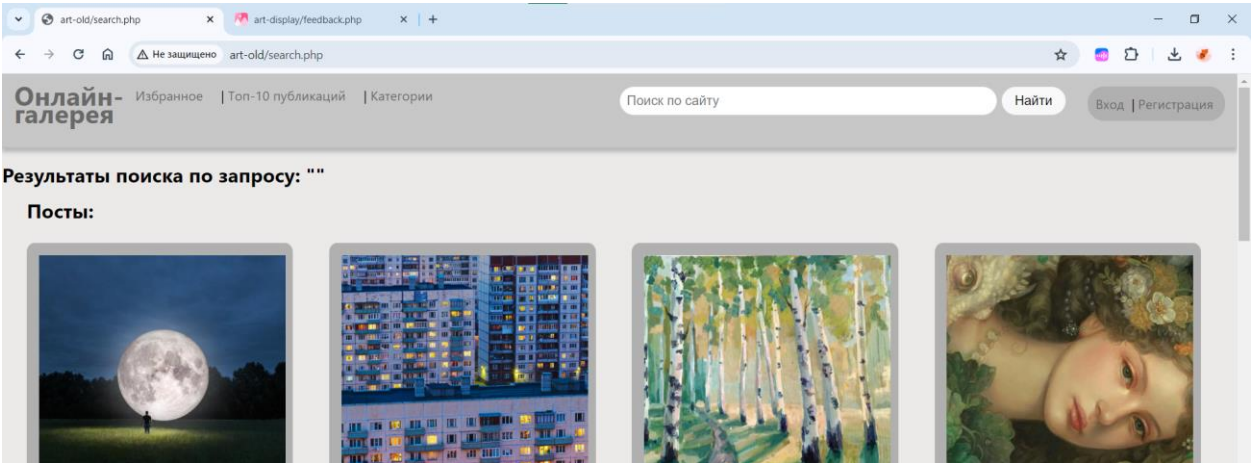 art-old/search.php
art-display/feedback.php
Не защищено art-old/search.php
Онлайн-галерея
Избранное | Топ-10 публикаций | Категории
Поиск по сайту
Найти
Вход | Регистрация
Результаты поиска по запросу: ""
Посты: